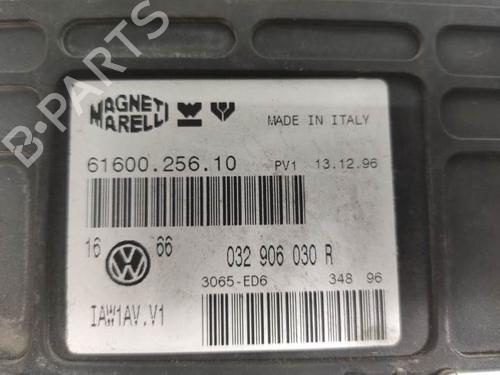 B-PARTS
MAGNETI
MARELLI
MADE IN ITALY
61600.256.10 PV1 13.12.96
16 66 032 906 030 R
3065-ED6 348 96
IAW1AV.V1